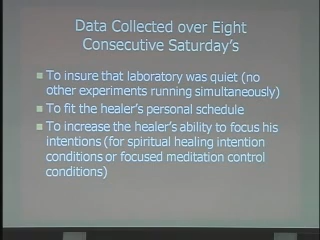 Data Collected over Eight
Consecutive Saturday's
To insure that laboratory was quiet (no
other experiments running simultaneously)
To fit the healer's personal schedule
To increase the healer's ability to focus his
intentions (for spiritual healing intention
conditions or focused meditation control
conditions)